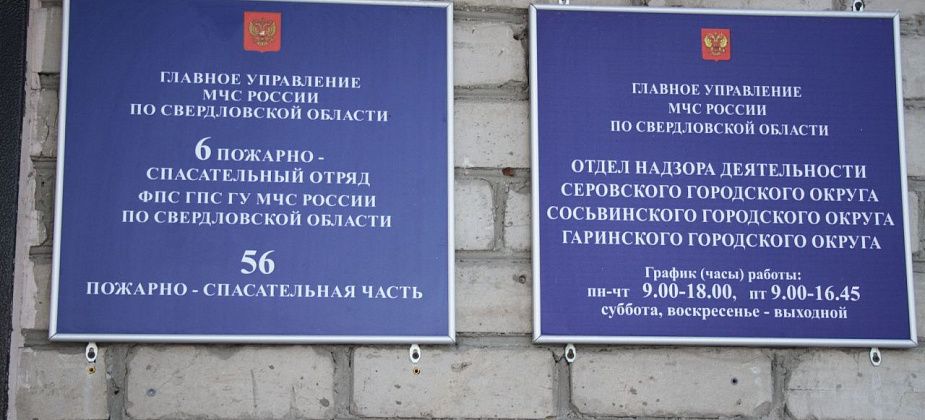 ГЛАВНОЕ УПРАВЛЕНИЕ
МЧС РОССИИ
ПО СВЕРДЛОВСКОЙ ОБЛАСТИ
6 ПОЖАРНО -
СПАСАТЕЛЬНЫЙ ОТРЯД
ФПС ГПС ГУ МЧС РОССИИ
ПО СВЕРДЛОВСКОЙ ОБЛАСТИ
56
ПОЖАРНО - СПАСАТЕЛЬНАЯ ЧАСТЬ
ГЛАВНОЕ УПРАВЛЕНИЕ
МЧС РОССИИ
ПО СВЕРДЛОВСКОЙ ОБЛАСТИ
ОТДЕЛ НАДЗОРА ДЕЯТЕЛЬНОСТИ
СЕРОВСКОГО ГОРОДСКОГО ОКРУГА
СОСЬВИНСКОГО ГОРОДСКОГО ОКРУГА
ГАРИНСКОГО ГОРОДСКОГО ОКРУГА
График (часы) работы:
пн-чт 9.00-18.00, пт 9.00-16.45
суббота, воскресенье - выходной